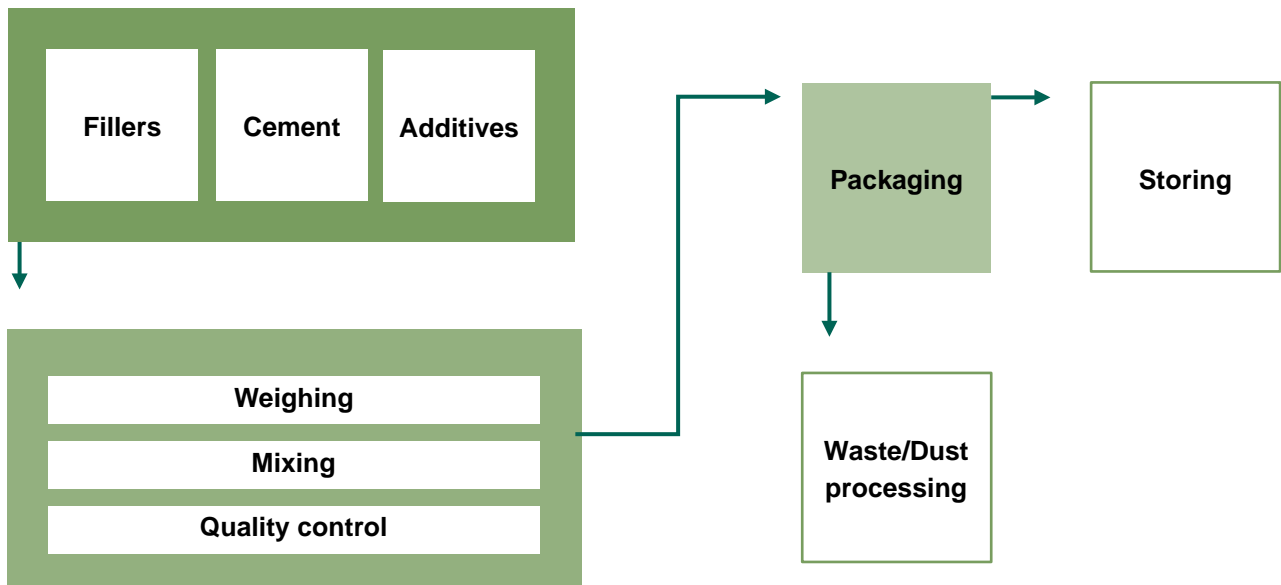 Fillers
Cement
Additives
Packaging
Storing
Weighing
Mixing
Quality control
Waste/Dust
processing